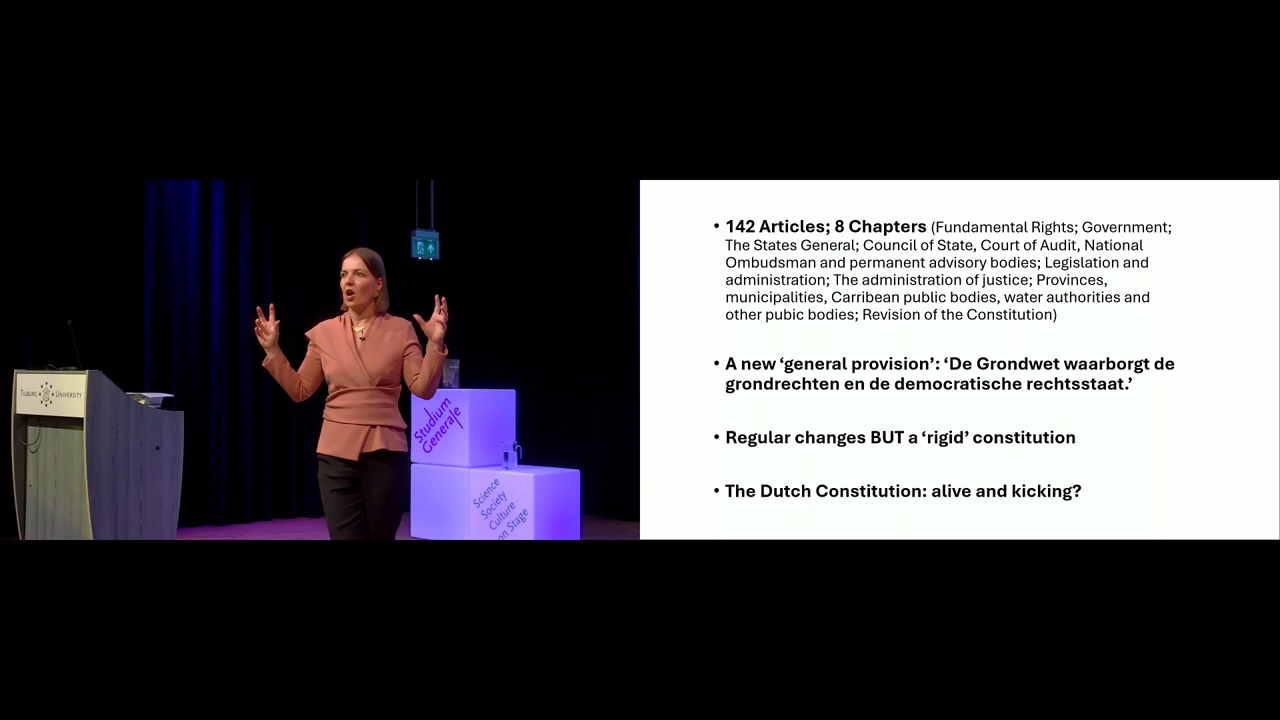 TILBURG UNIVERSITY
Studium
Generale
Science
Society
Culture
on Stage
• 142 Articles; 8 Chapters (Fundamental Rights; Government;
The States General; Council of State, Court of Audit, National
Ombudsman and permanent advisory bodies; Legislation and
administration; The administration of justice; Provinces,
municipalities, Carribean public bodies, water authorities and
other pubic bodies; Revision of the Constitution)
• A new ‘general provision’: ‘De Grondwet waarborgt de
grondrechten en de democratische rechtsstaat.’
• Regular changes BUT a ‘rigid’ constitution
• The Dutch Constitution: alive and kicking?